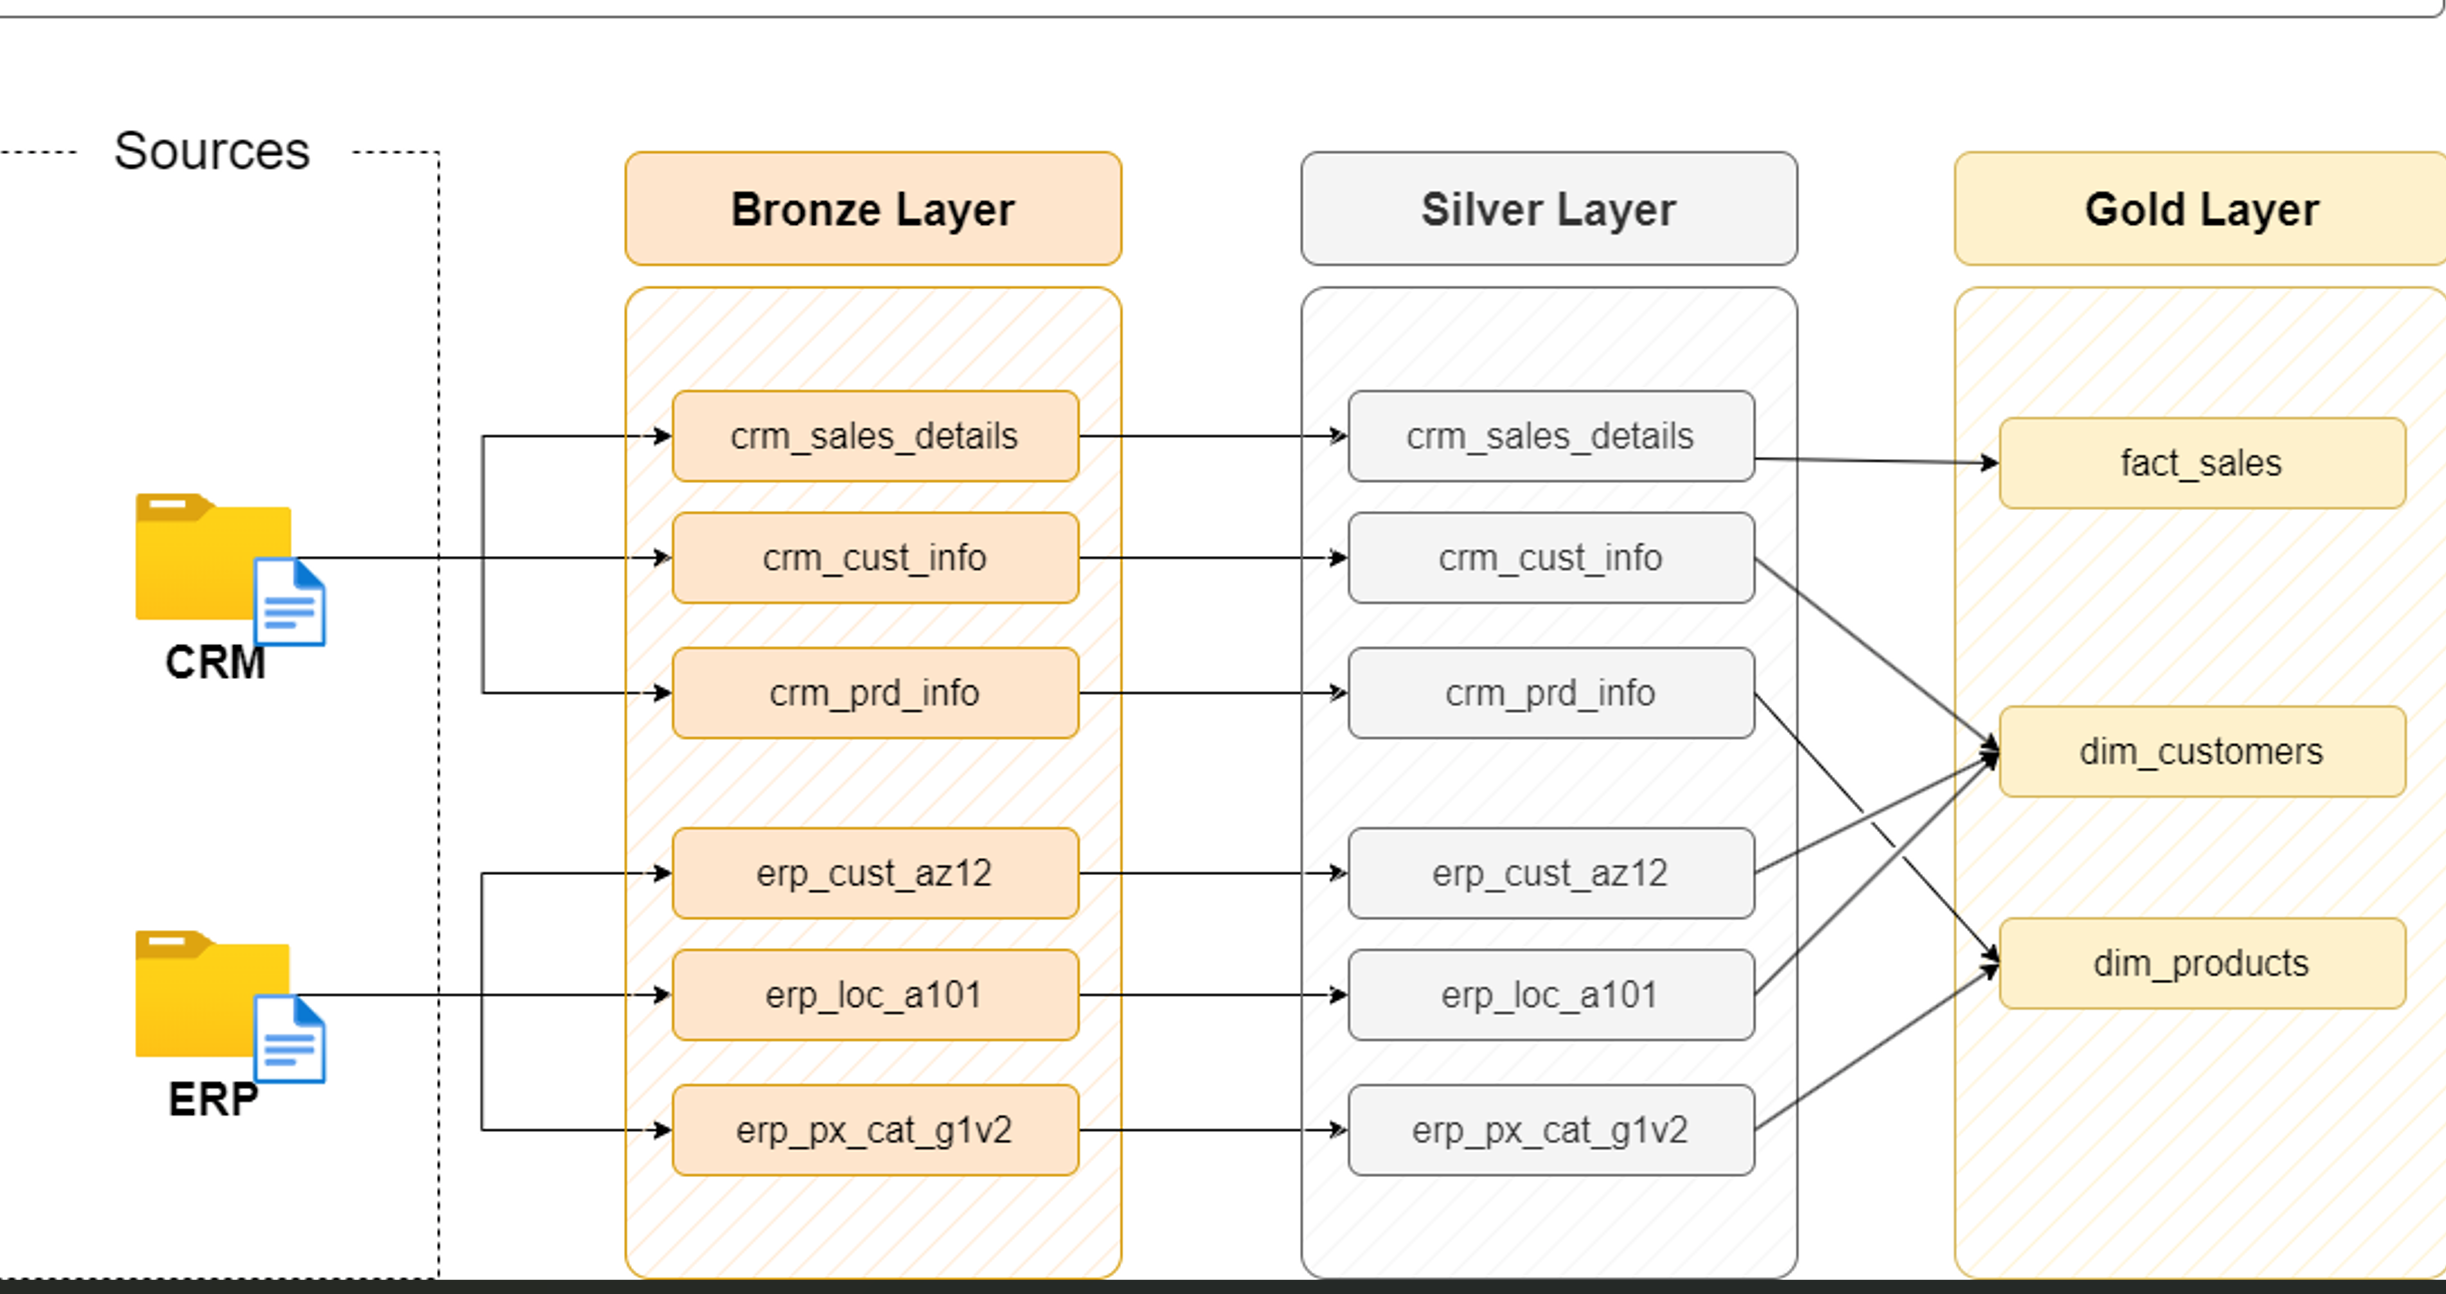 Sources
Bronze Layer
Silver Layer
Gold Layer
crm_sales_details
crm_sales_details
fact_sales
CRM
crm_cust_info
crm_cust_info
crm_prd_info
crm_prd_info
dim_customers
ERP
erp_cust_az12
erp_cust_az12
dim_products
erp_loc_a101
erp_loc_a101
erp_px_cat_g1v2
erp_px_cat_g1v2